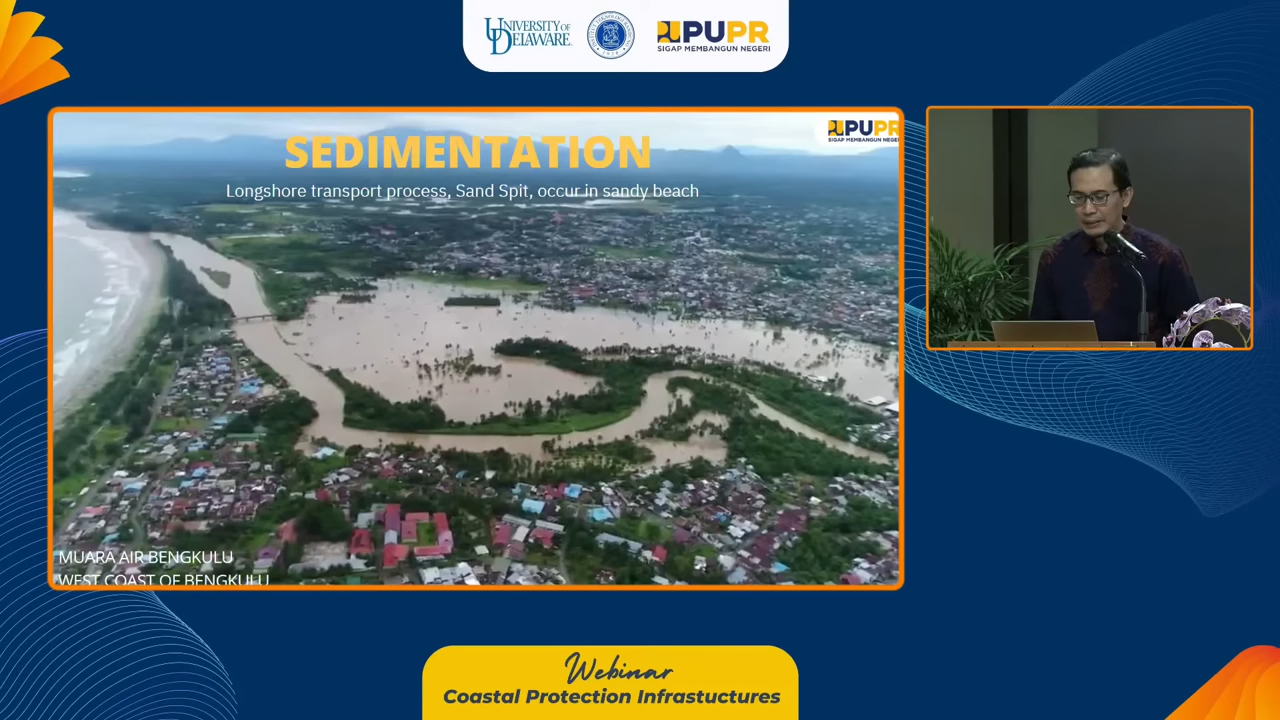 UNIVERSITY OF
DELAWARE
PUPR
SIGAP MEMBANGUN NEGERI
SEDIMENTATION
Longshore transport process, Sand Spit, occur in sandy beach
PUPR
SIGAP MEMBANGUN NEGE
MUARA AIR BENGKULU
WEST COAST OF BENGKULU
Webinar
Coastal Protection Infrastuctures